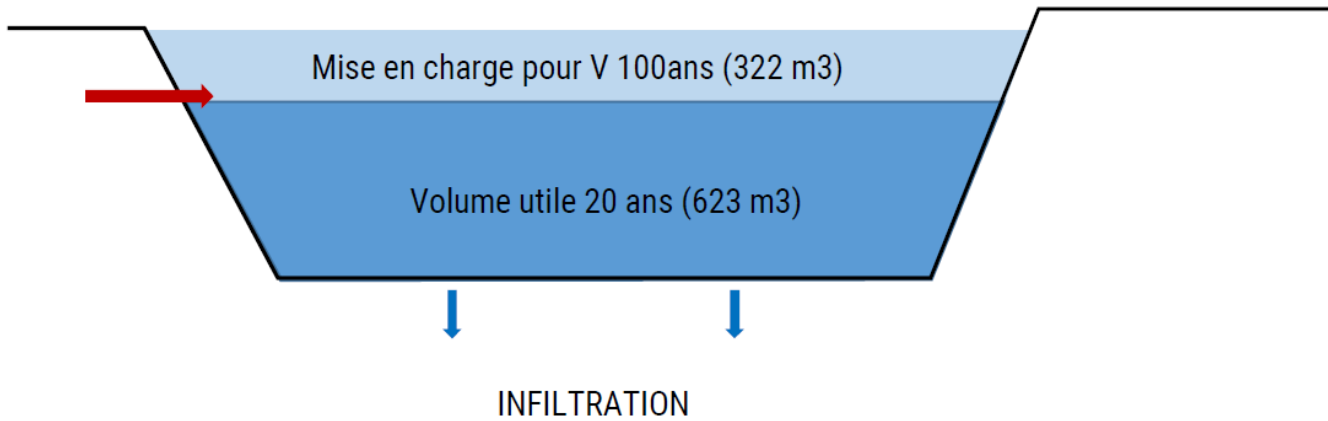 Mise en charge pour V 100ans (322 m3)
Volume utile 20 ans (623 m3)
INFILTRATION